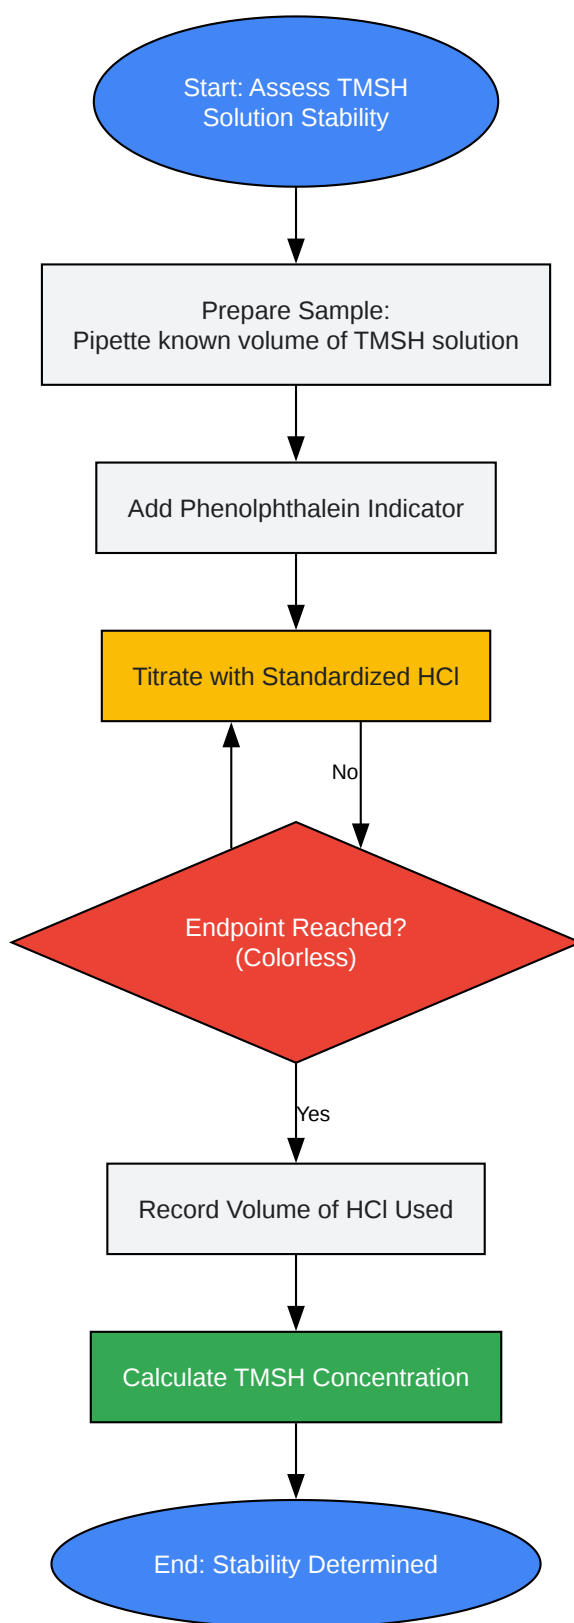 Start: Assess TMSH
Solution Stability
Prepare Sample:
Pipette known volume of TMSH solution
Add Phenolphthalein Indicator
Titrate with Standardized HCl
No
Endpoint Reached?
(Colorless)
Yes
Record Volume of HCl Used
Calculate TMSH Concentration
End: Stability Determined